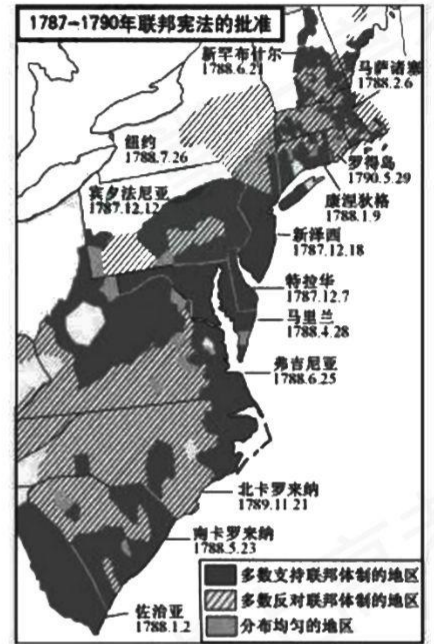 1787-1790年联邦宪法的批准
新罕布什尔
1788.6.21
马萨诸塞
1788.2.6
纽约
1788.7.26
罗得岛
1790.5.29
宾夕法尼亚
1787.12.12
康涅狄格
1788.1.9
新泽西
1787.12.18
特拉华
1787.12.7
马里兰
1788.4.28
弗吉尼亚
1788.6.25
北卡罗来纳
1789.11.21
南卡罗来纳
1788.5.23
佐治亚
1788.1.2
多数支持联邦体制的地区
多数反对联邦体制的地区
分布均匀的地区